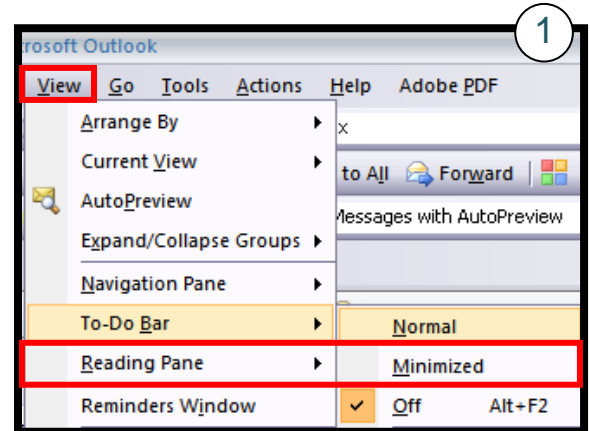 1
rosoft Outlook
View Go Tools Actions Help Adobe PDF
Arrange By
x
Current View
to All Forward
AutoPreview
Messages with AutoPreview
Expand/Collapse Groups
Navigation Pane
To-Do Bar
Normal
Reading Pane
Minimized
Reminders Window
Off Alt+F2